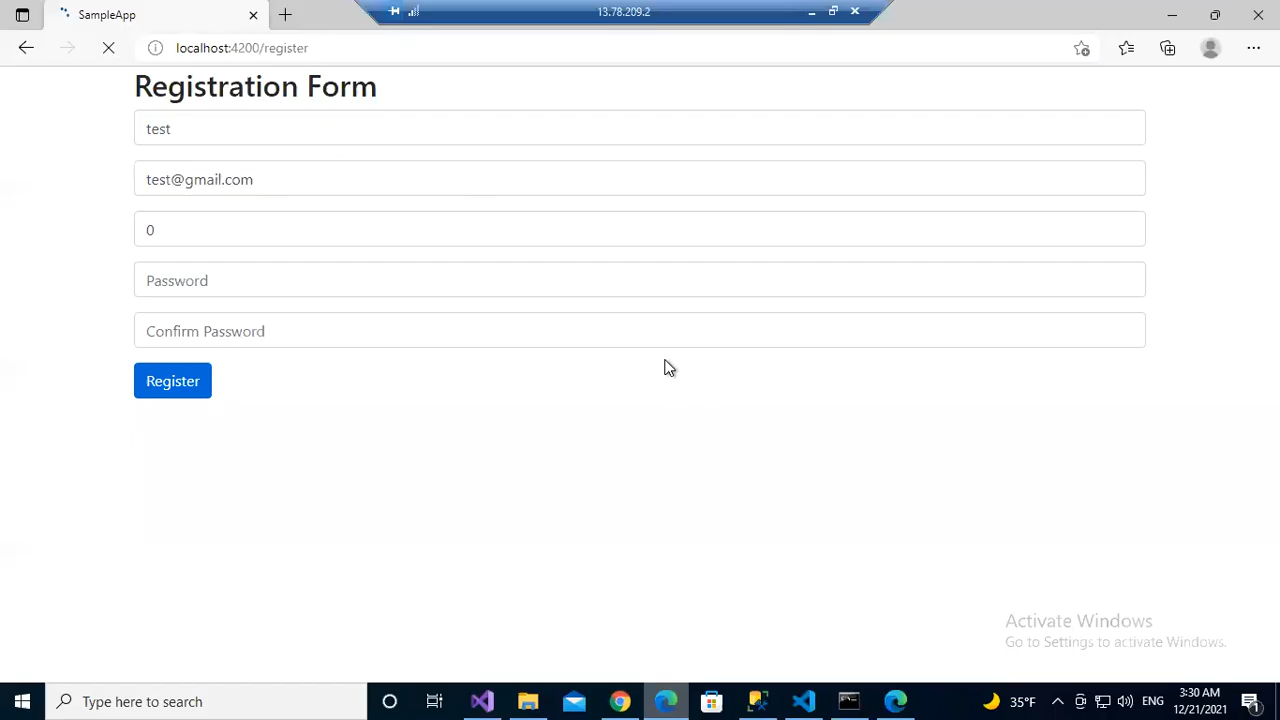 SampleApp
13.78.209.2
localhost:4200/register
Registration Form
test
test@gmail.com
0
Password
Confirm Password
Register
Activate Windows
Go to Settings to activate Windows.
Type here to search
35°F
ENG
3:30 AM
12/21/2021
1